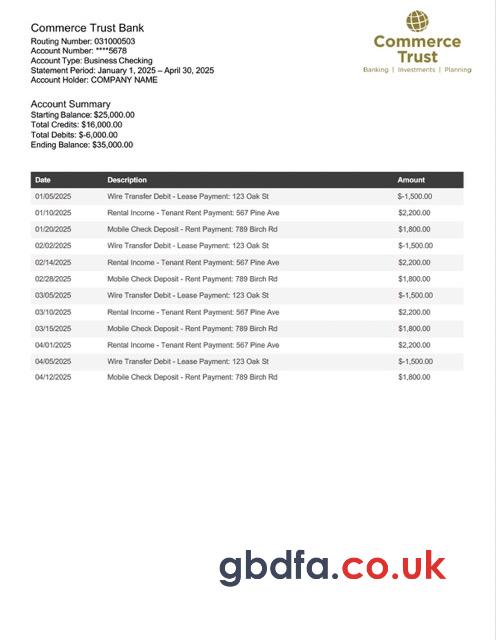 Commerce Trust Bank
Routing Number: 031000503
Account Number: ****5678
Account Type: Business Checking
Statement Period: January 1, 2025 – April 30, 2025
Account Holder: COMPANY NAME
Commerce
Trust
Banking | Investments | Planning
Account Summary
Starting Balance: $25,000.00
Total Credits: $16,000.00
Total Debits: $-6,000.00
Ending Balance: $35,000.00
Date Description Amount
01/05/2025 Wire Transfer Debit - Lease Payment: 123 Oak St $-1,500.00
01/10/2025 Rental Income - Tenant Rent Payment: 567 Pine Ave $2,200.00
01/20/2025 Mobile Check Deposit - Rent Payment: 789 Birch Rd $1,800.00
02/02/2025 Wire Transfer Debit - Lease Payment: 123 Oak St $-1,500.00
02/14/2025 Rental Income - Tenant Rent Payment: 567 Pine Ave $2,200.00
02/28/2025 Mobile Check Deposit - Rent Payment: 789 Birch Rd $1,800.00
03/05/2025 Wire Transfer Debit - Lease Payment: 123 Oak St $-1,500.00
03/10/2025 Rental Income - Tenant Rent Payment: 567 Pine Ave $2,200.00
03/15/2025 Mobile Check Deposit - Rent Payment: 789 Birch Rd $1,800.00
04/01/2025 Rental Income - Tenant Rent Payment: 567 Pine Ave $2,200.00
04/05/2025 Wire Transfer Debit - Lease Payment: 123 Oak St $-1,500.00
04/12/2025 Mobile Check Deposit - Rent Payment: 789 Birch Rd $1,800.00
gbdfa.co.uk